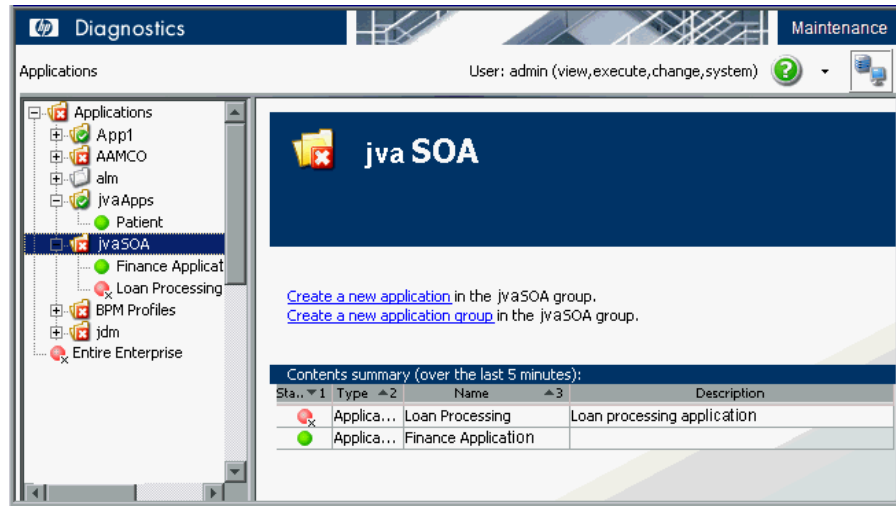 hp Diagnostics Maintenance
Applications User: admin (view,execute,change,system) ?
Applications
App1
AAMCO
alm
jvaApps
Patient
jvaSOA
Finance Applicat
Loan Processing
BPM Profiles
jdm
Entire Enterprise
jva SOA
Create a new application in the jvaSOA group.
Create a new application group in the jvaSOA group.
Contents summary (over the last 5 minutes):
Sta.. 1 Type 2 Name 3 Description
Applica... Loan Processing Loan processing application
Applica... Finance Application